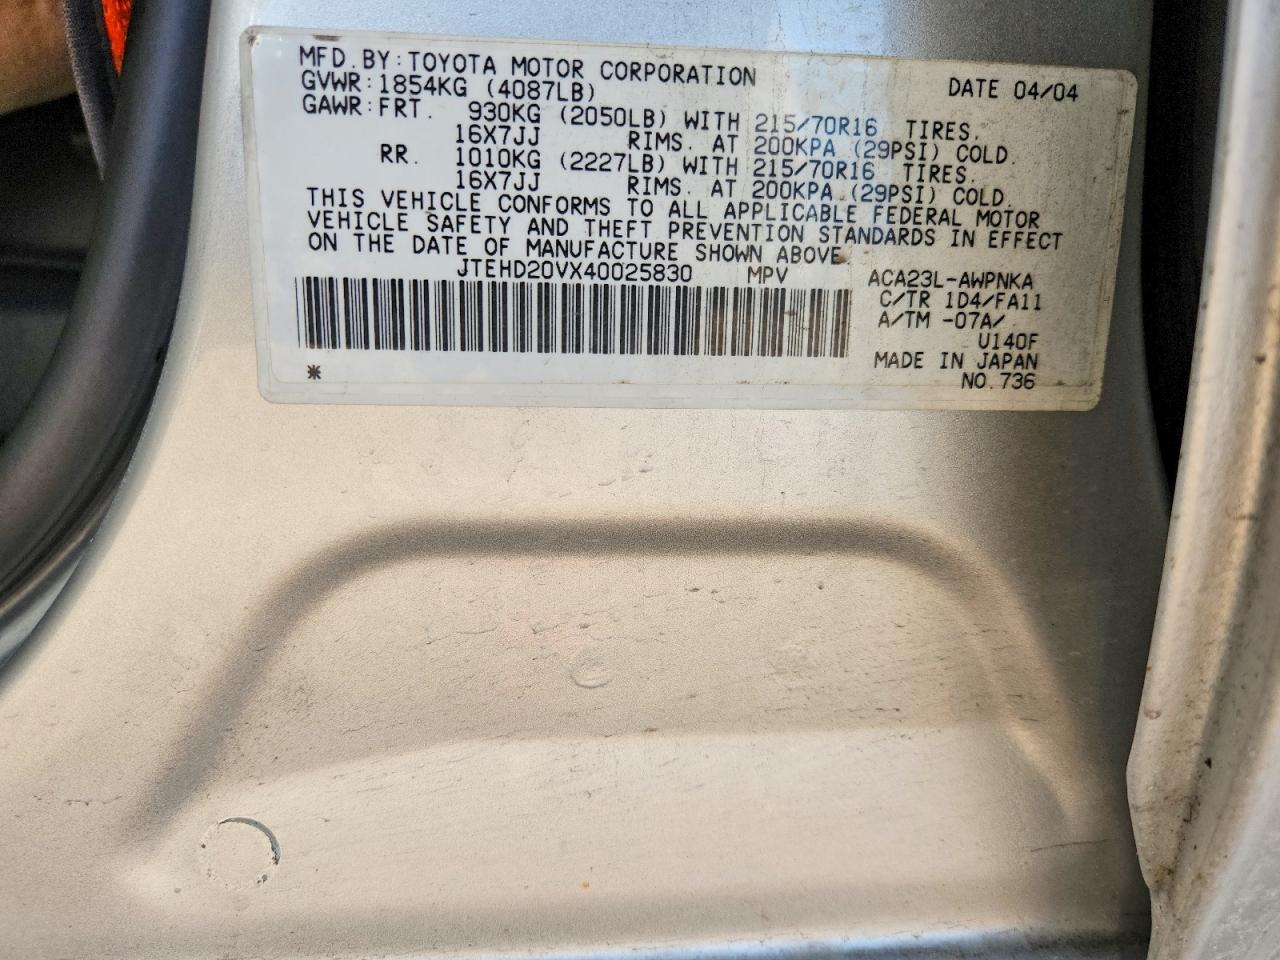 MFD.BY:TOYOTA MOTOR CORPORATION DATE 04/04
GVWR:1854KG (4087LB)
GAWR:FRT. 930KG (2050LB) WITH 215/70R16 TIRES.
16X7JJ RIMS. AT 200KPA (29PSI) COLD.
RR. 1010KG (2227LB) WITH 215/70R16 TIRES.
16X7JJ RIMS. AT 200KPA (29PSI) COLD.
THIS VEHICLE CONFORMS TO ALL APPLICABLE FEDERAL MOTOR
VEHICLE SAFETY AND THEFT PREVENTION STANDARDS IN EFFECT
ON THE DATE OF MANUFACTURE SHOWN ABOVE.
JTEHD20VX40025830 MPV ACA23L-AWPNKA
C/TR 1D4/FA11
A/TM -07A/
U140F
MADE IN JAPAN
* NO.736